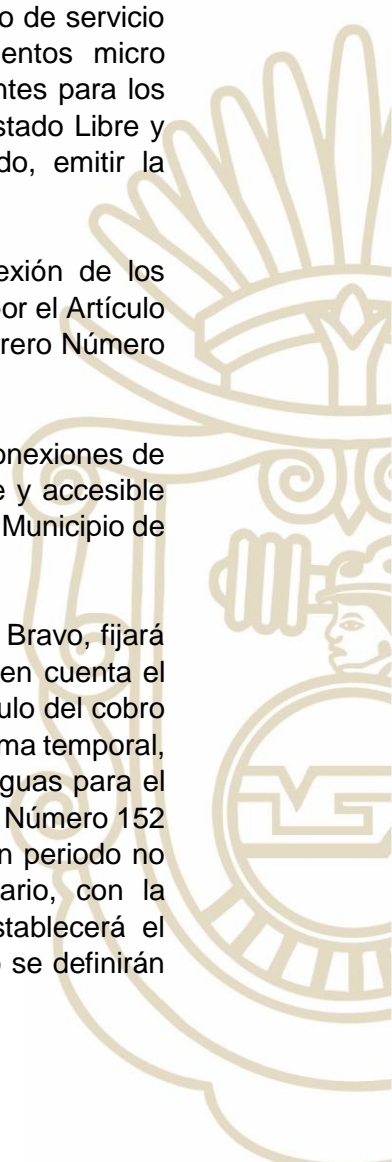 o de servicio
entos micro
ntes para los
stado Libre y
do, emitir la
exión de los
or el Artículo
rrero Número
onexiones de
e y accesible
Municipio de
Bravo, fijará
en cuenta el
ulo del cobro
ma temporal,
guas para el
Número 152
n periodo no
ario, con la
stablecerá el
o se definirán